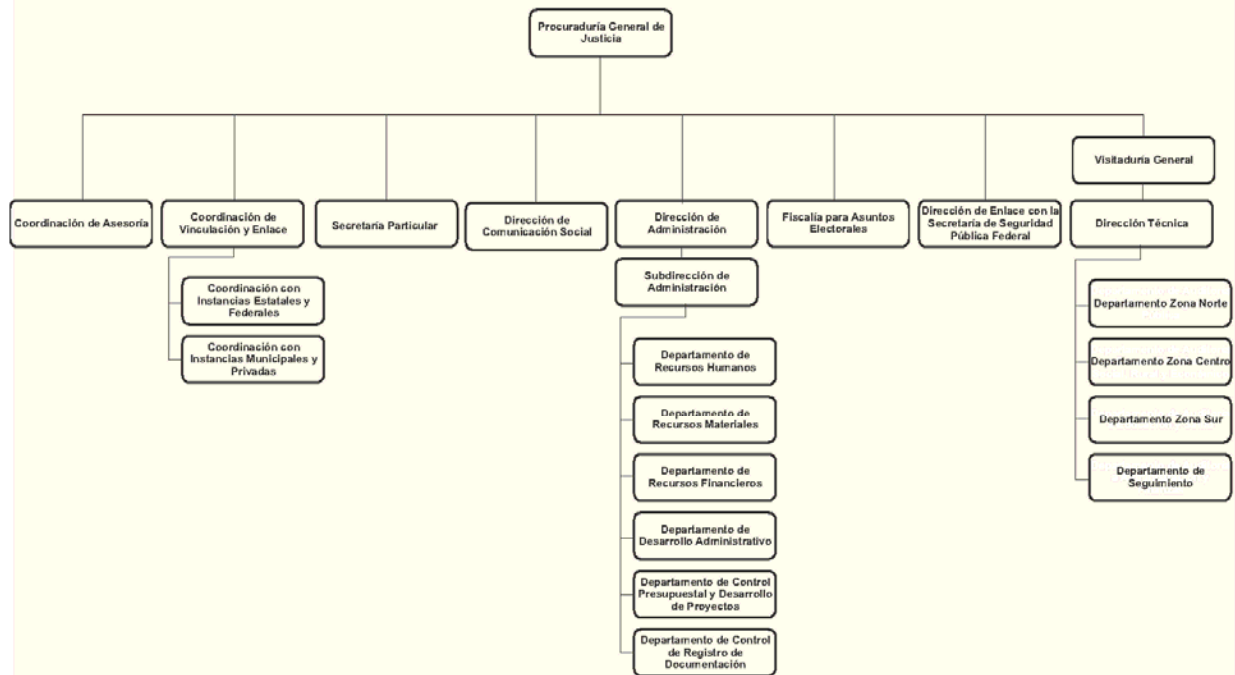 Procuraduría General de
Justicia
Visitaduría General
Coordinación de Asesoría
Coordinación de
Vinculación y Enlace
Secretaría Particular
Dirección de
Comunicación Social
Dirección de
Administración
Fiscalía para Asuntos
Electorales
Dirección de Enlace con la
Secretaría de Seguridad
Pública Federal
Dirección Técnica
Coordinación con
Instancias Estatales y
Federales
Coordinación con
Instancias Municipales y
Privadas
Subdirección de
Administración
Departamento de
Recursos Humanos
Departamento de
Recursos Materiales
Departamento de
Recursos Financieros
Departamento de
Desarrollo Administrativo
Departamento de Control
Presupuestal y Desarrollo
de Proyectos
Departamento de Control
de Registro de
Documentación
Departamento Zona Norte
Departamento Zona Centro
Departamento Zona Sur
Departamento de
Seguimiento